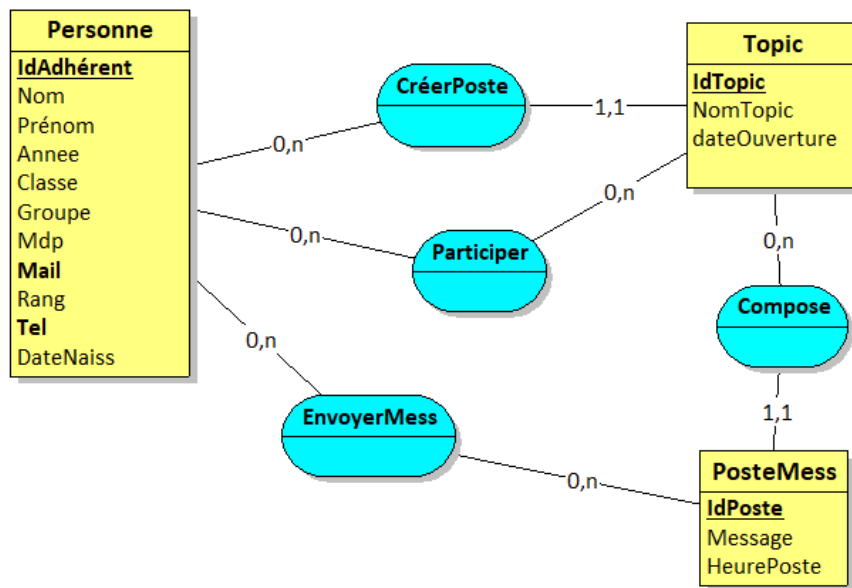 Personne
IdAdhérent
Nom
Prénom
Annee
Classe
Groupe
Mdp
Mail
Rang
Tel
DateNaiss
CréerPoste
0,n
1,1
Topic
IdTopic
NomTopic
dateOuverture
Participer
0,n
0,n
Compose
0,n
1,1
EnvoyerMess
0,n
0,n
PosteMess
IdPoste
Message
HeurePoste